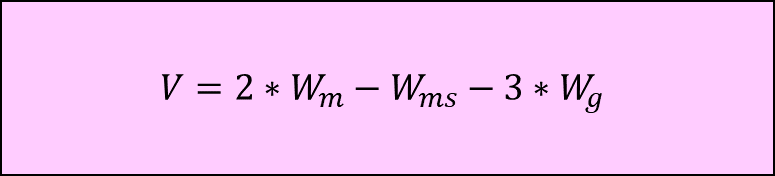 V = 2 * W_m − W_ms − 3 * W_g